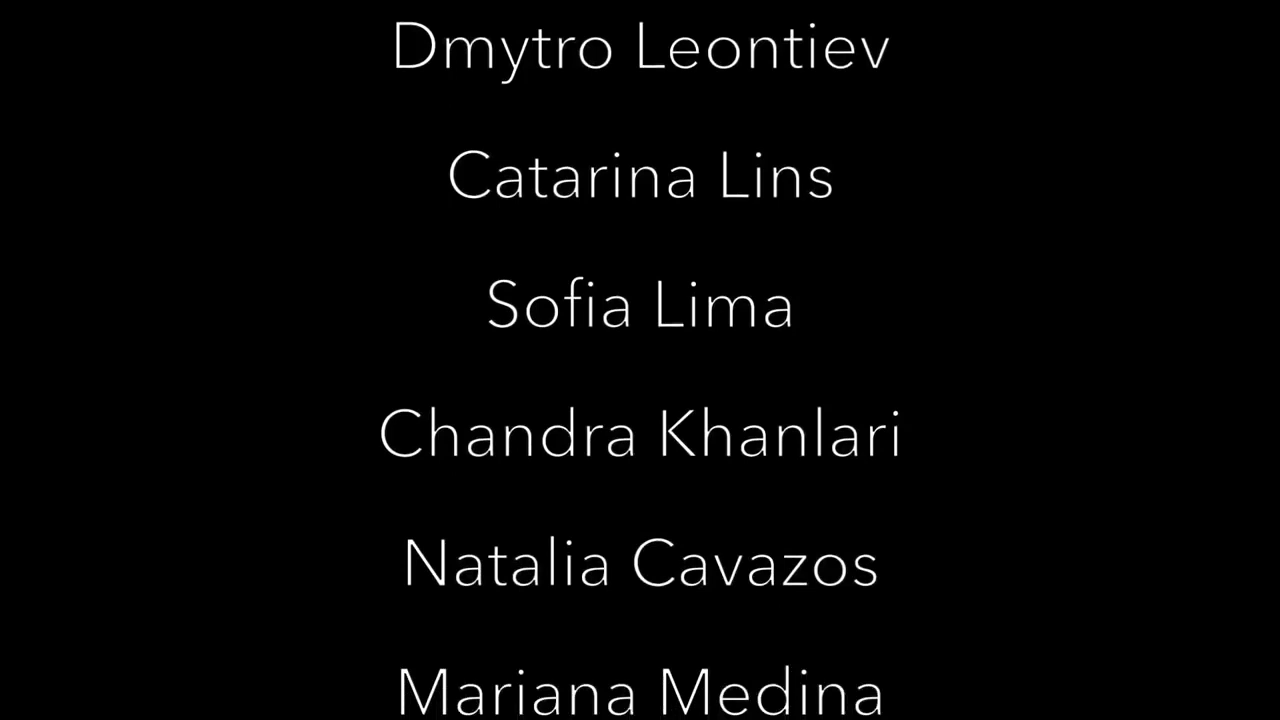 Dmytro Leontiev
Catarina Lins
Sofia Lima
Chandra Khanlari
Natalia Cavazos
Mariana Medina